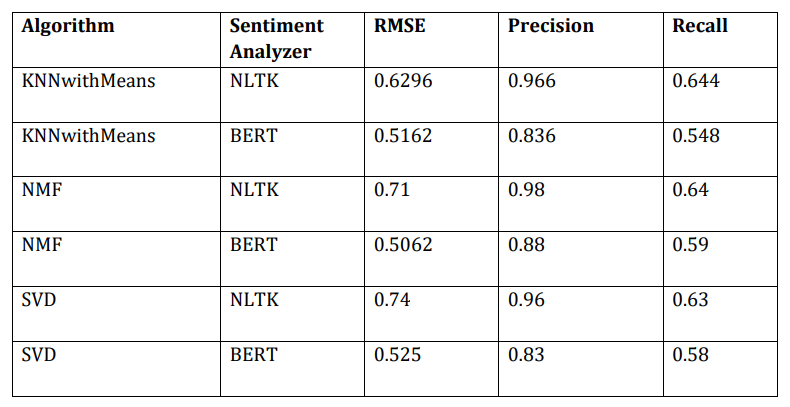 Algorithm Sentiment Analyzer RMSE Precision Recall
KNNwithMeans NLTK 0.6296 0.966 0.644
KNNwithMeans BERT 0.5162 0.836 0.548
NMF NLTK 0.71 0.98 0.64
NMF BERT 0.5062 0.88 0.59
SVD NLTK 0.74 0.96 0.63
SVD BERT 0.525 0.83 0.58